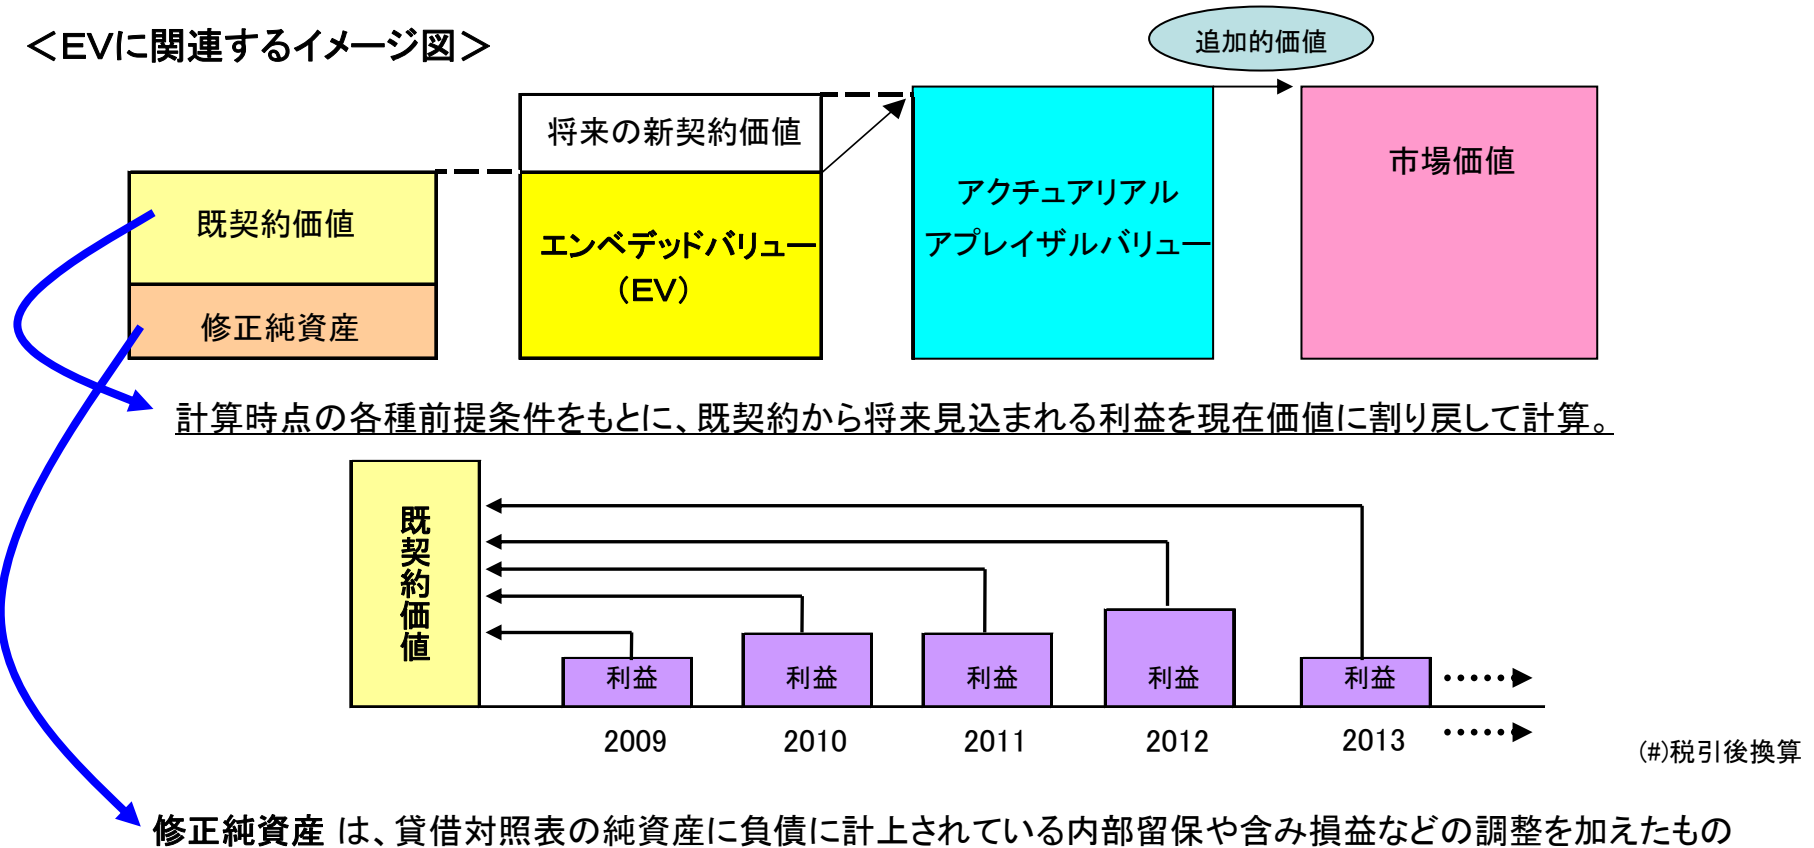 ＜EVに関連するイメージ図＞
追加的価値
将来の新契約価値
市場価値
アクチュアリアル
アプレイザルバリュー
既契約価値
エンベデッドバリュー
（EV）
修正純資産
計算時点の各種前提条件をもとに、既契約から将来見込まれる利益を現在価値に割り戻して計算。
既契約価値
利益 利益 利益 利益 利益
2009 2010 2011 2012 2013
(#)税引後換算
修正純資産 は、貸借対照表の純資産に負債に計上されている内部留保や含み損益などの調整を加えたもの